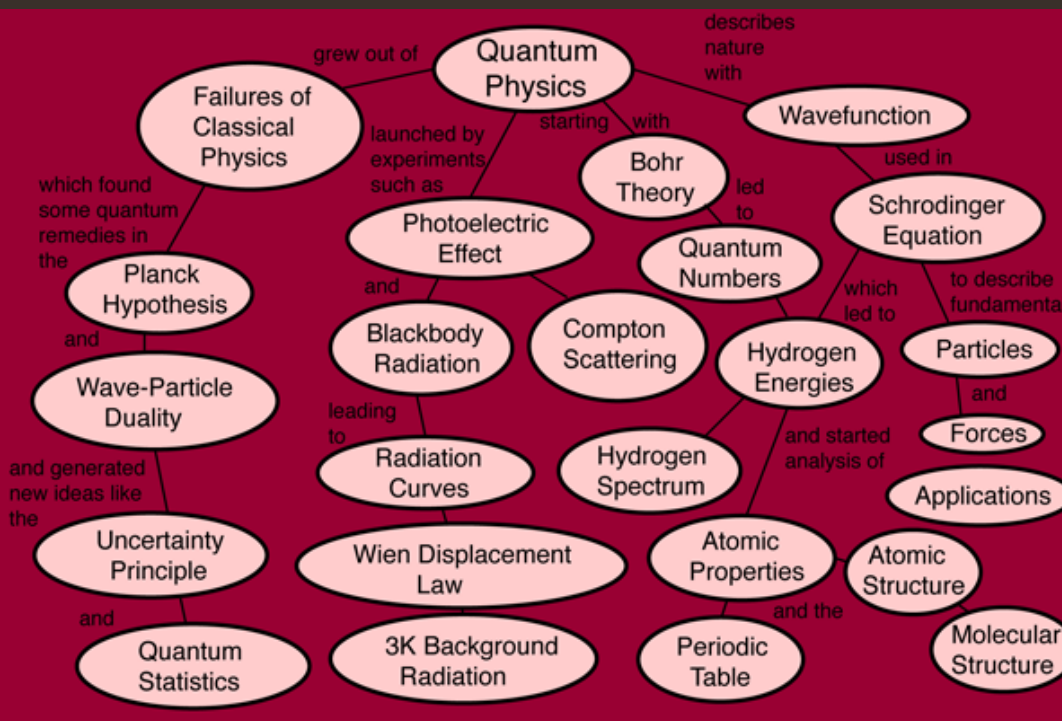 Quantum
Physics
grew out of
describes
nature
with
Failures of
Classical
Physics
launched by
experiments
such as
starting
with
Wavefunction
Bohr
Theory
used in
which found
some quantum
remedies in
the
led
to
Schrodinger
Equation
Photoelectric
Effect
Quantum
Numbers
Planck
Hypothesis
and
which
led to
to describe
fundamenta
Blackbody
Radiation
Compton
Scattering
Hydrogen
Energies
Particles
and
and
Wave-Particle
Duality
leading
to
and started
analysis of
Forces
and generated
new ideas like
the
Radiation
Curves
Hydrogen
Spectrum
Applications
Uncertainty
Principle
Wien Displacement
Law
Atomic
Properties
Atomic
Structure
and
and the
Quantum
Statistics
3K Background
Radiation
Periodic
Table
Molecular
Structure